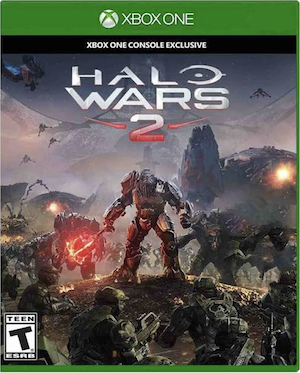 XBOX ONE
XBOX ONE CONSOLE EXCLUSIVE
HALO
WARS
2
TEEN
T
ESRB